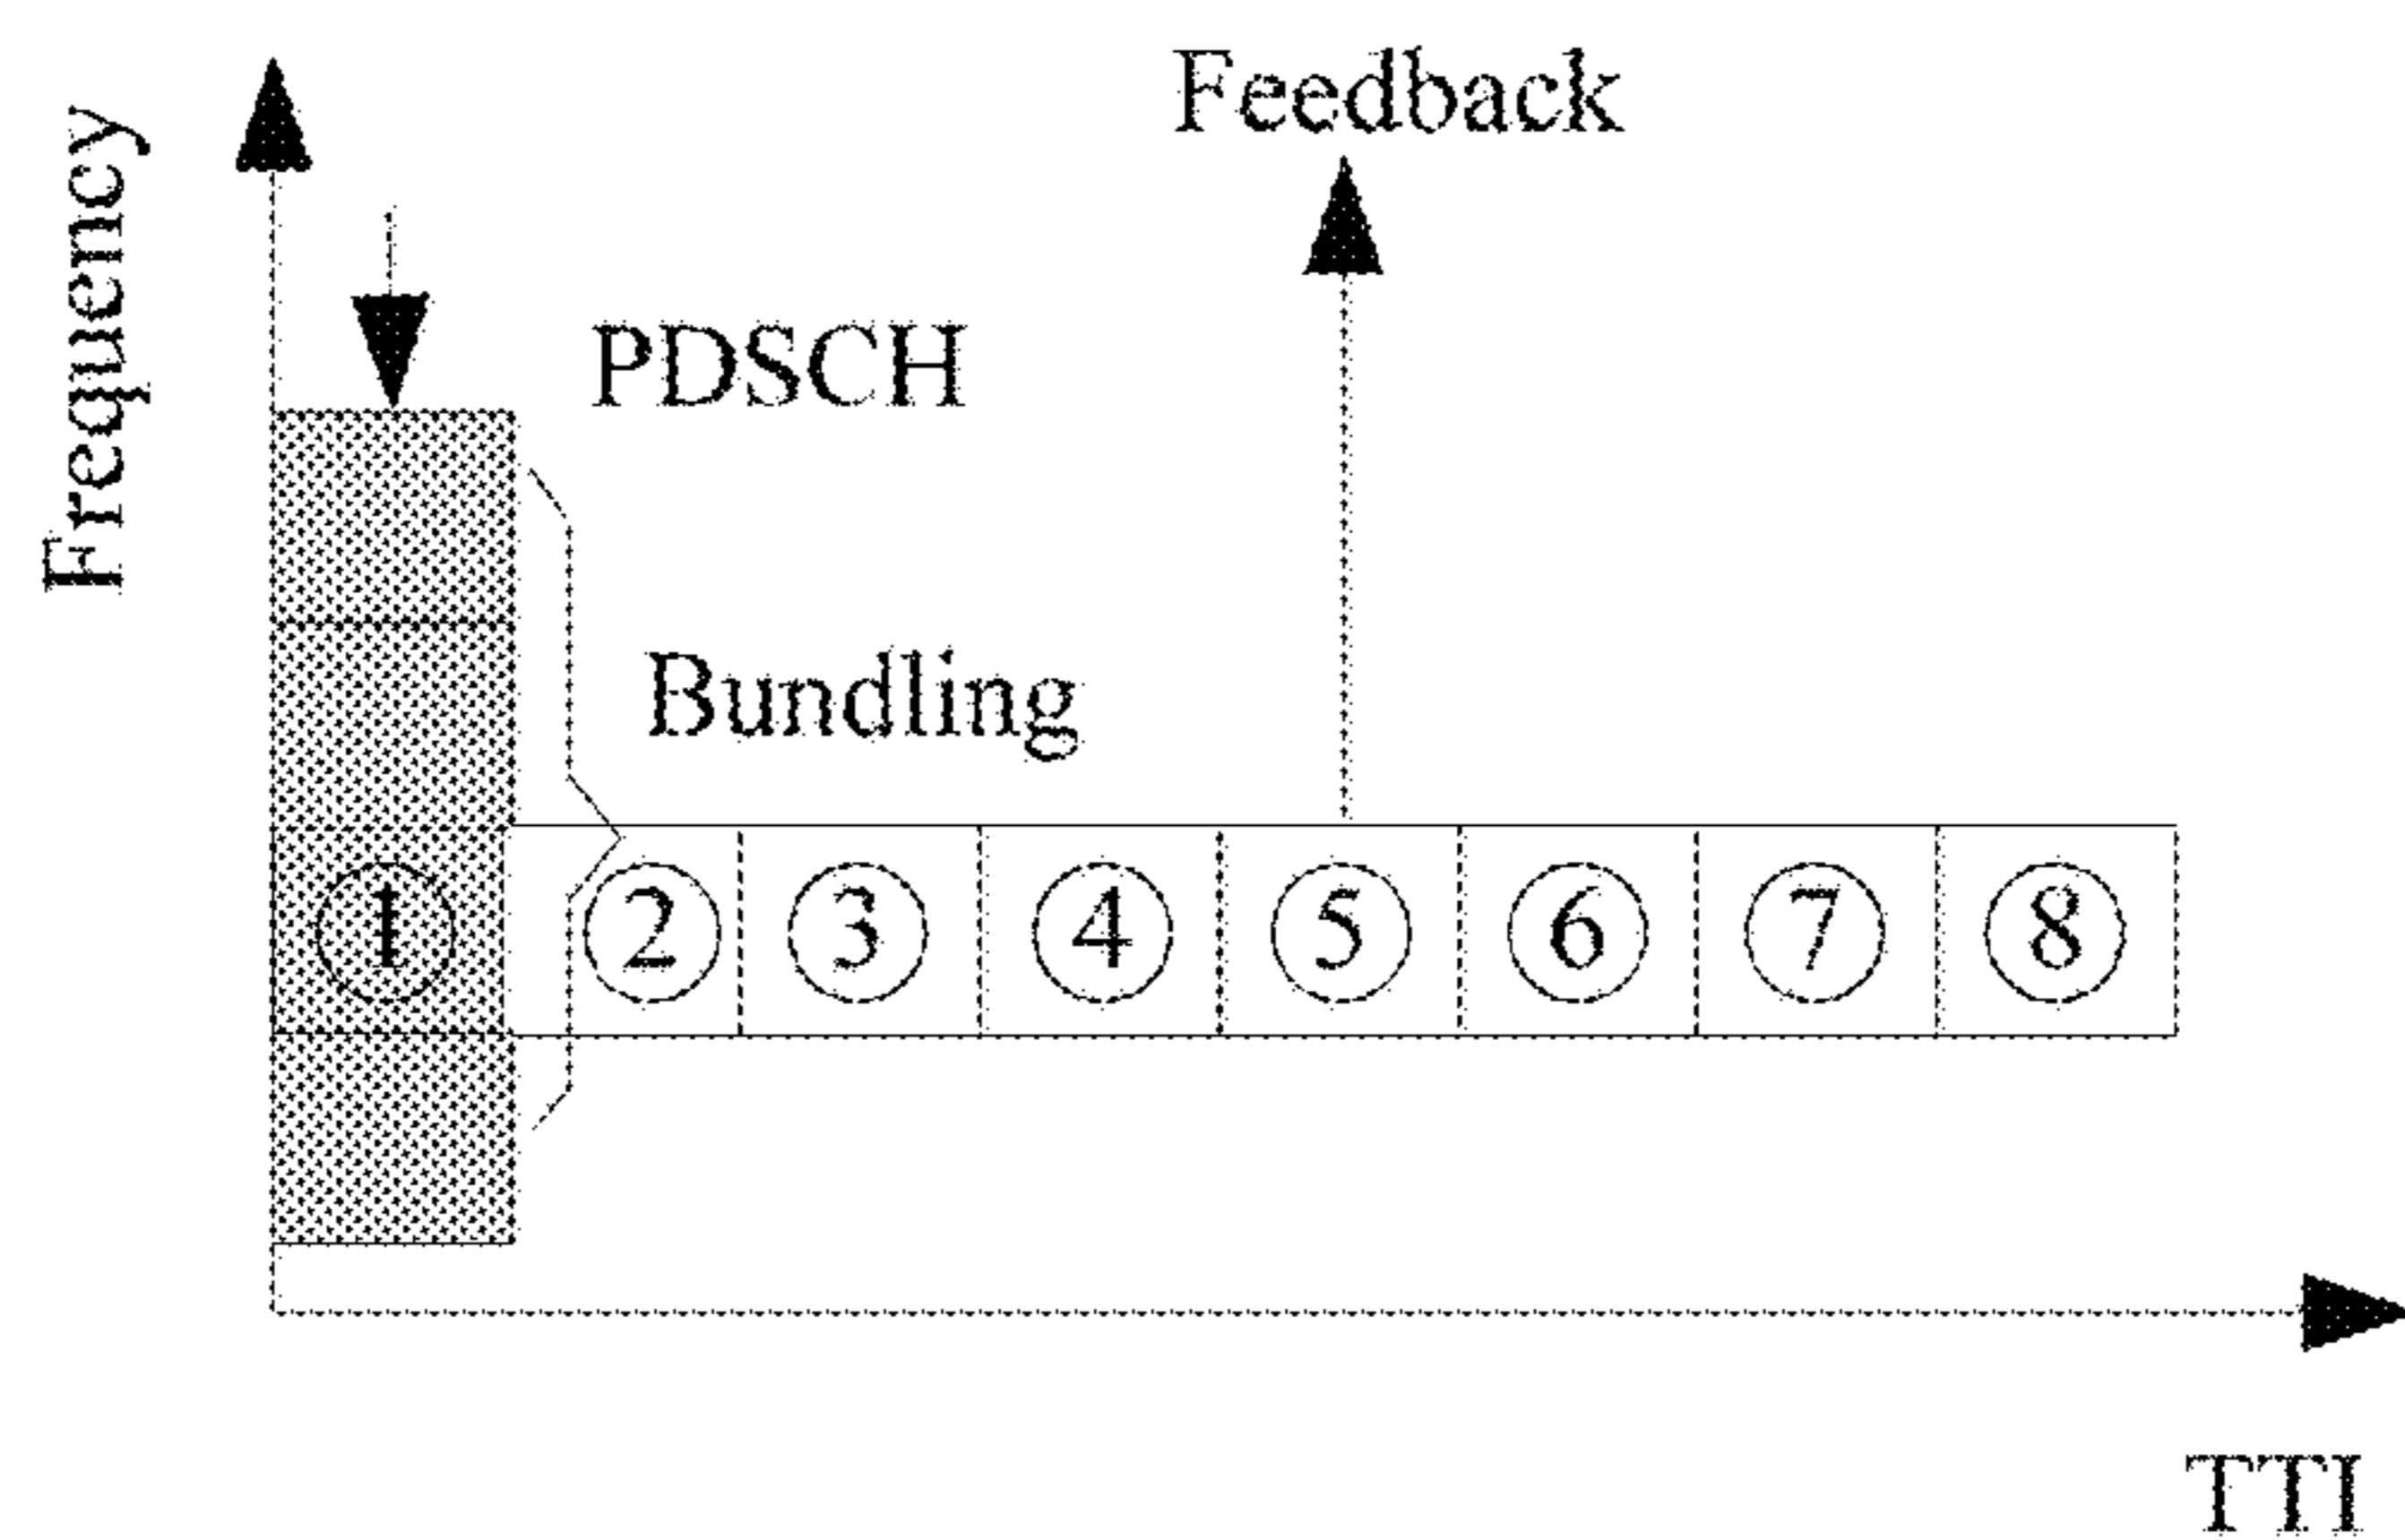 Feedback
Frequency
PDSCH
Bundling
① ② ③ ④ ⑤ ⑥ ⑦ ⑧
TTI